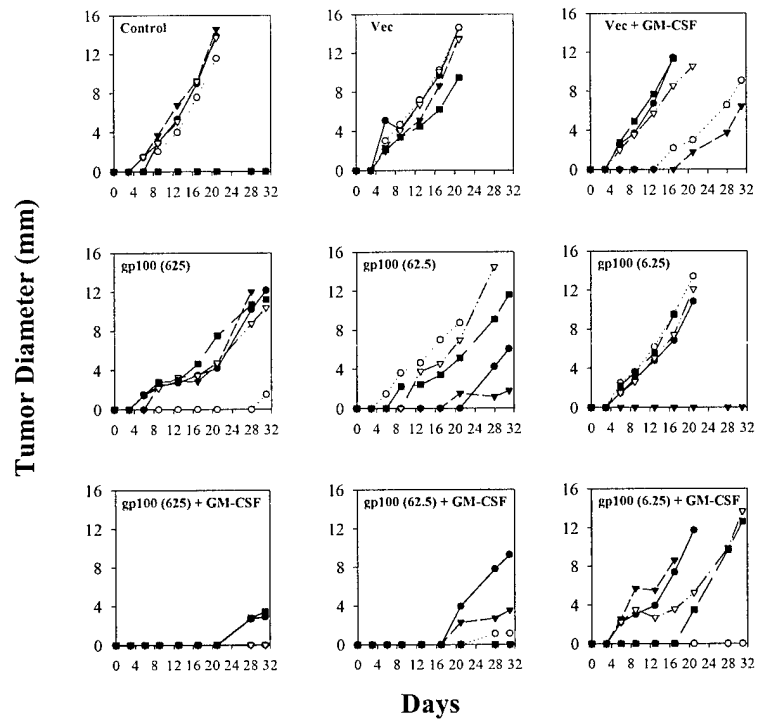 16
12
8
4
0
Control
0 4 8 12 16 20 24 28 32
16
12
8
4
0
Vec
0 4 8 12 16 20 24 28 32
16
12
8
4
0
Vec + GM-CSF
0 4 8 12 16 20 24 28 32
Tumor Diameter (mm)
16
12
8
4
0
gp100 (625)
0 4 8 12 16 20 24 28 32
16
12
8
4
0
gp100 (62.5)
0 4 8 12 16 20 24 28 32
16
12
8
4
0
gp100 (6.25)
0 4 8 12 16 20 24 28 32
16
12
8
4
0
gp100 (625) + GM-CSF
0 4 8 12 16 20 24 28 32
16
12
8
4
0
gp100 (62.5) + GM-CSF
0 4 8 12 16 20 24 28 32
16
12
8
4
0
gp100 (6.25) + GM-CSF
0 4 8 12 16 20 24 28 32
Days